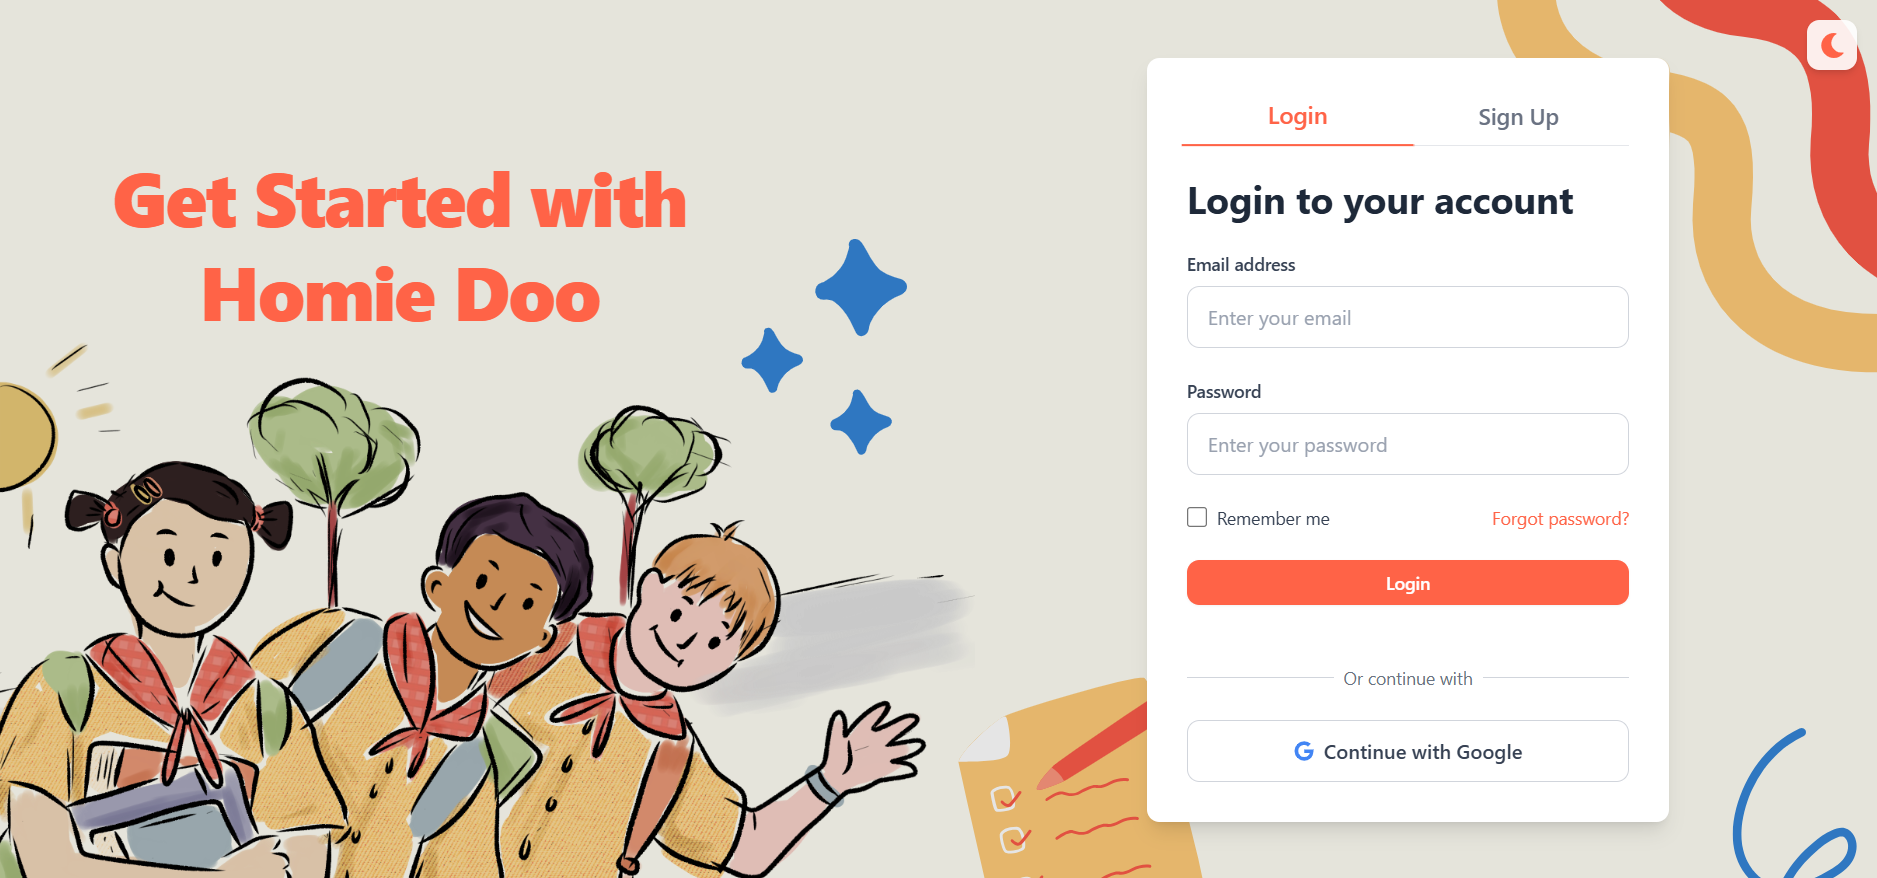 Get Started with
Homie Doo
Login
Sign Up
Login to your account
Email address
Enter your email
Password
Enter your password
Remember me
Forgot password?
Login
Or continue with
Continue with Google